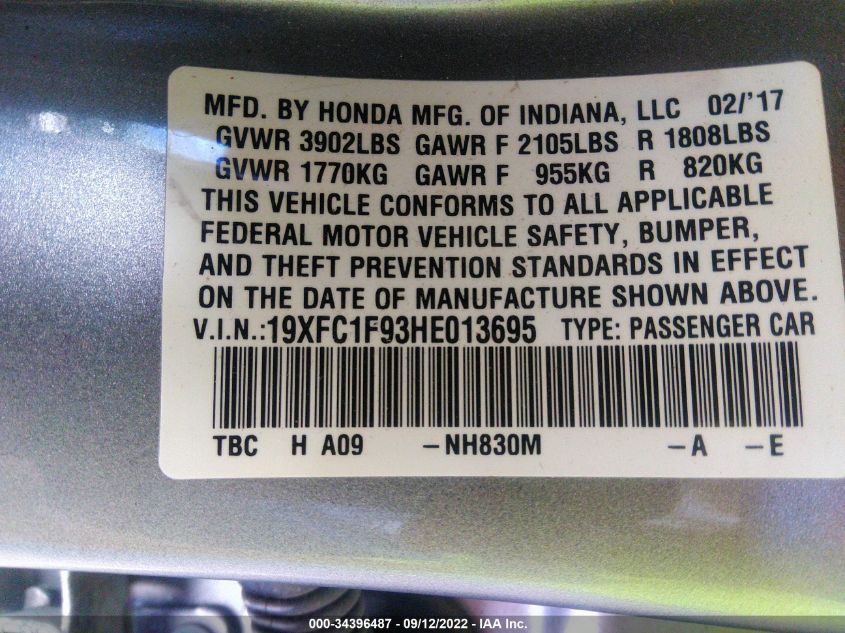 MFD. BY HONDA MFG. OF INDIANA, LLC 02/'17
GVWR 3902LBS GAWR F 2105LBS R 1808LBS
GVWR 1770KG GAWR F 955KG R 820KG
THIS VEHICLE CONFORMS TO ALL APPLICABLE
FEDERAL MOTOR VEHICLE SAFETY, BUMPER,
AND THEFT PREVENTION STANDARDS IN EFFECT
ON THE DATE OF MANUFACTURE SHOWN ABOVE.
V.I.N.:19XFC1F93HE013695 TYPE: PASSENGER CAR
TBC H A09 -NH830M -A -E
000-34396487 - 09/12/2022 - IAA Inc.